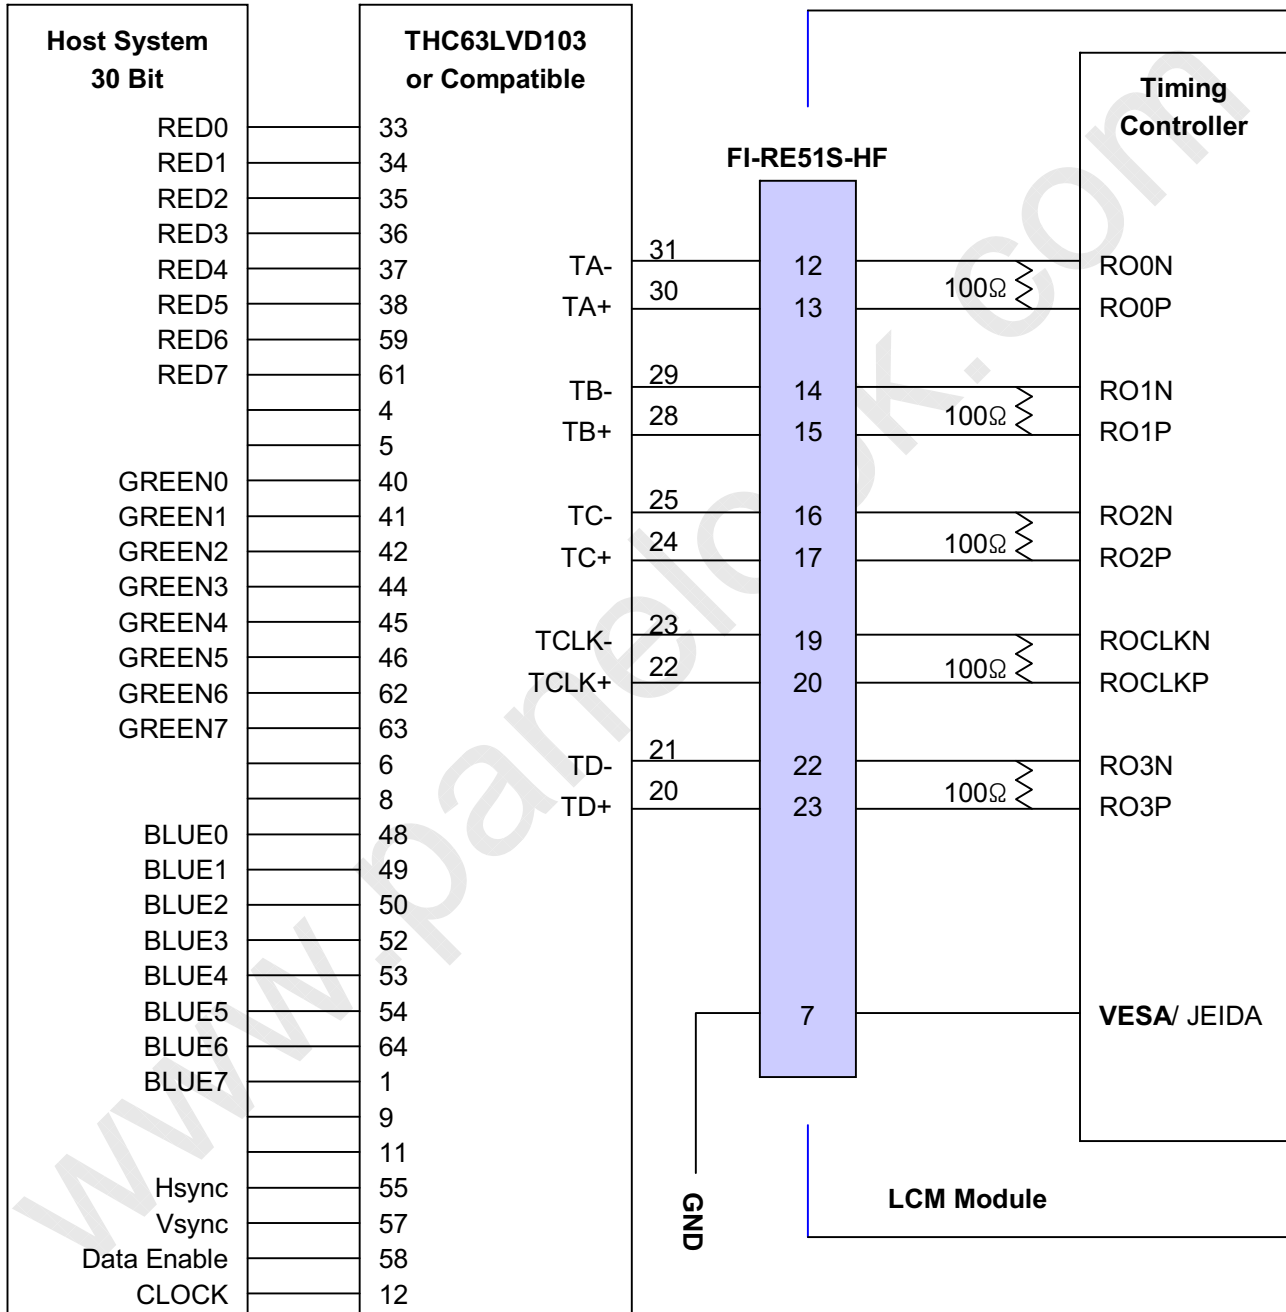 Host System
30 Bit
RED0
RED1
RED2
RED3
RED4
RED5
RED6
RED7
GREEN0
GREEN1
GREEN2
GREEN3
GREEN4
GREEN5
GREEN6
GREEN7
BLUE0
BLUE1
BLUE2
BLUE3
BLUE4
BLUE5
BLUE6
BLUE7
Hsync
Vsync
Data Enable
CLOCK
THC63LVD103
or Compatible
33
34
35
36
37
38
59
61
4
5
40
41
42
44
45
46
62
63
6
8
48
49
50
52
53
54
64
1
9
11
55
57
58
12
TA-
TA+
TB-
TB+
TC-
TC+
TCLK-
TCLK+
TD-
TD+
31
30
29
28
25
24
23
22
21
20
FI-RE51S-HF
12
13
14
15
16
17
19
20
22
23
7
GND
100Ω
100Ω
100Ω
100Ω
100Ω
Timing
Controller
RO0N
RO0P
RO1N
RO1P
RO2N
RO2P
ROCLKN
ROCLKP
RO3N
RO3P
VESA/ JEIDA
LCM Module
www.panelook.com